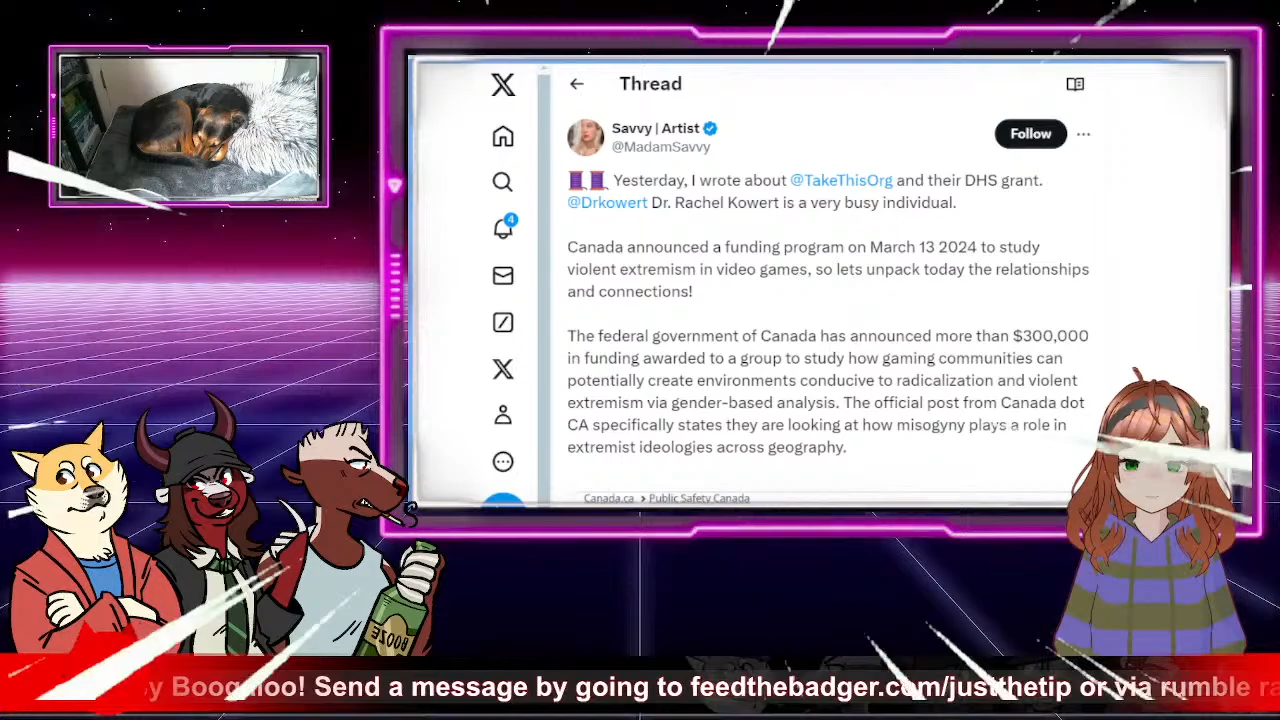 Thread
Savvy | Artist
@MadamSavvy
Follow
4
Yesterday, I wrote about @TakeThisOrg and their DHS grant.
@Drkowert Dr. Rachel Kowert is a very busy individual.
Canada announced a funding program on March 13 2024 to study
violent extremism in video games, so lets unpack today the relationships
and connections!
The federal government of Canada has announced more than $300,000
in funding awarded to a group to study how gaming communities can
potentially create environments conducive to radicalization and violent
extremism via gender-based analysis. The official post from Canada dot
CA specifically states they are looking at how misogyny plays a role in
extremist ideologies across geography.
Canada.ca > Public Safety Canada
BOOZE
y Boogaloo! Send a message by going to feedthebadger.com/justthetip or via rumble ra